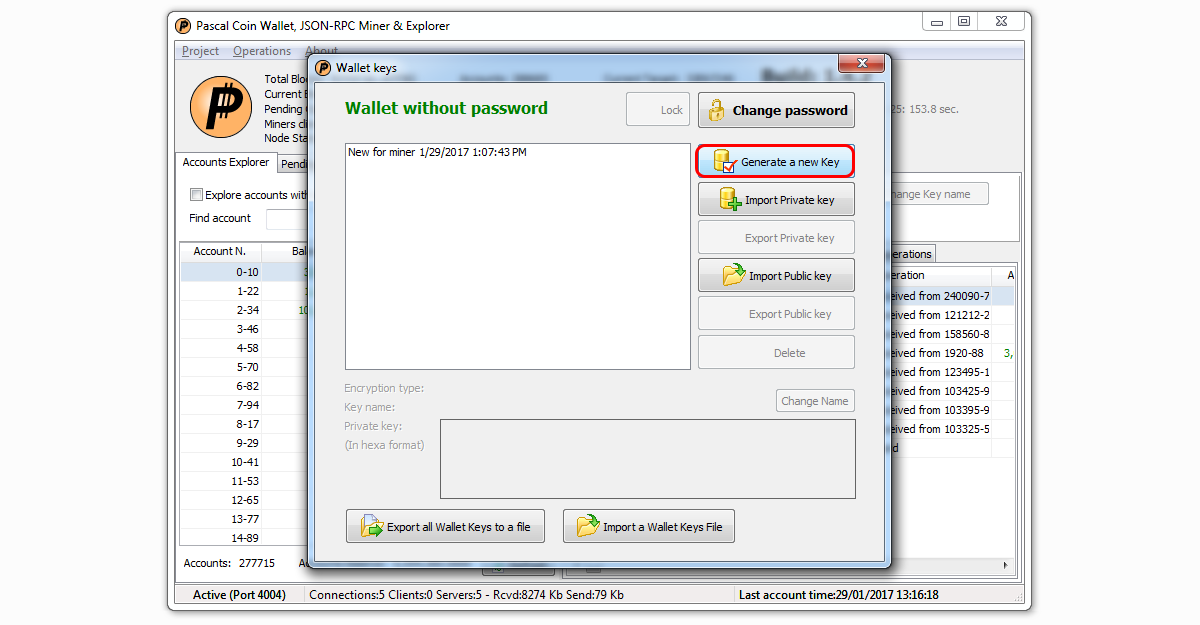 Pascal Coin Wallet, JSON-RPC Miner & Explorer
Project Operations About
Wallet keys
Total Blo
Current
Pending
Miners cl
Node Sta
25: 153.8 sec.
Wallet without password
Lock
Change password
Accounts Explorer
Pendi
New for miner 1/29/2017 1:07:43 PM
Generate a new Key
Explore accounts with
Import Private key
hange Key name
Find account
Export Private key
Account N. Bal
erations
Import Public key
eration A
0-10
eived from 240090-7
1-22
eived from 121212-2
2-34 10
Export Public key
eived from 158560-8
3-46
eived from 1920-88 3,
4-58
Delete
eived from 123495-1
5-70
eived from 103425-9
6-82
eived from 103395-9
7-94
eived from 103325-5
8-17
d
9-29
10-41
11-53
12-65
13-77
14-89
Encryption type:
Change Name
Key name:
Private key:
(In hexa format)
Export all Wallet Keys to a file
Import a Wallet Keys File
Accounts: 277715
Active (Port 4004)
Connections:5 Clients:0 Servers:5 - Rcvd:8274 Kb Send:79 Kb
Last account time:29/01/2017 13:16:18